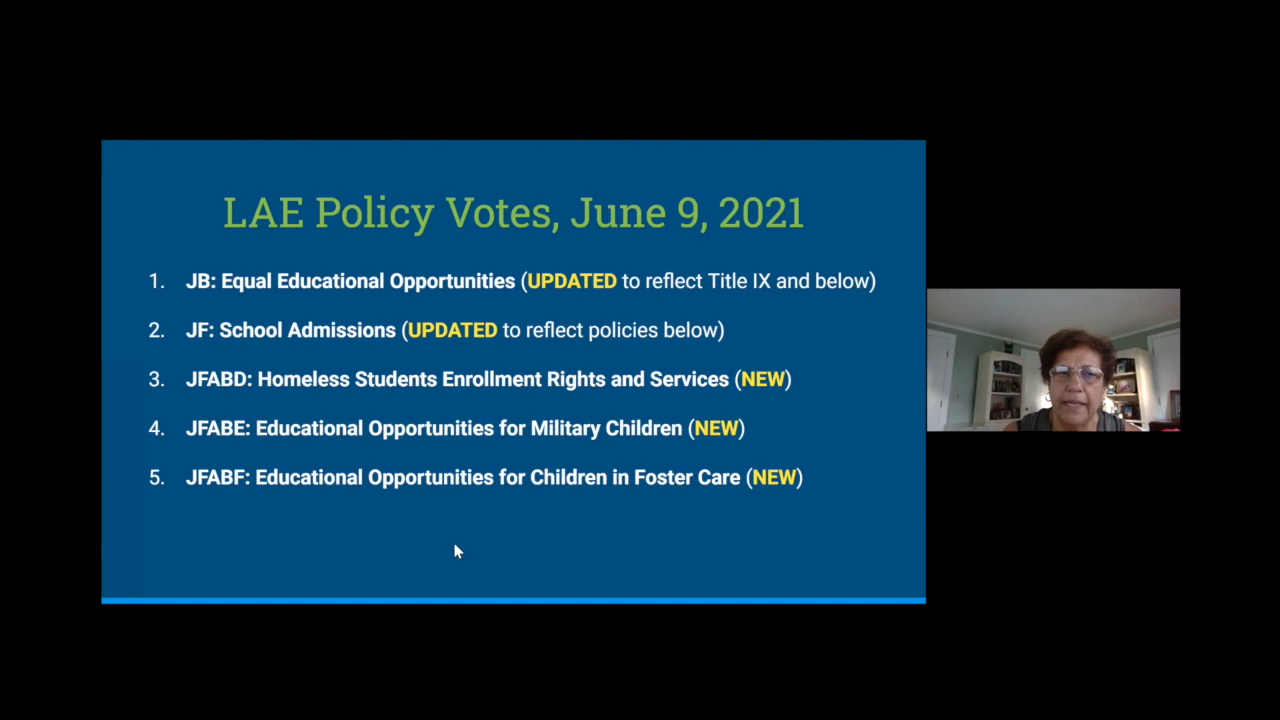 LAE Policy Votes, June 9, 2021
1. JB: Equal Educational Opportunities (UPDATED to reflect Title IX and below)
2. JF: School Admissions (UPDATED to reflect policies below)
3. JFABD: Homeless Students Enrollment Rights and Services (NEW)
4. JFABE: Educational Opportunities for Military Children (NEW)
5. JFABF: Educational Opportunities for Children in Foster Care (NEW)